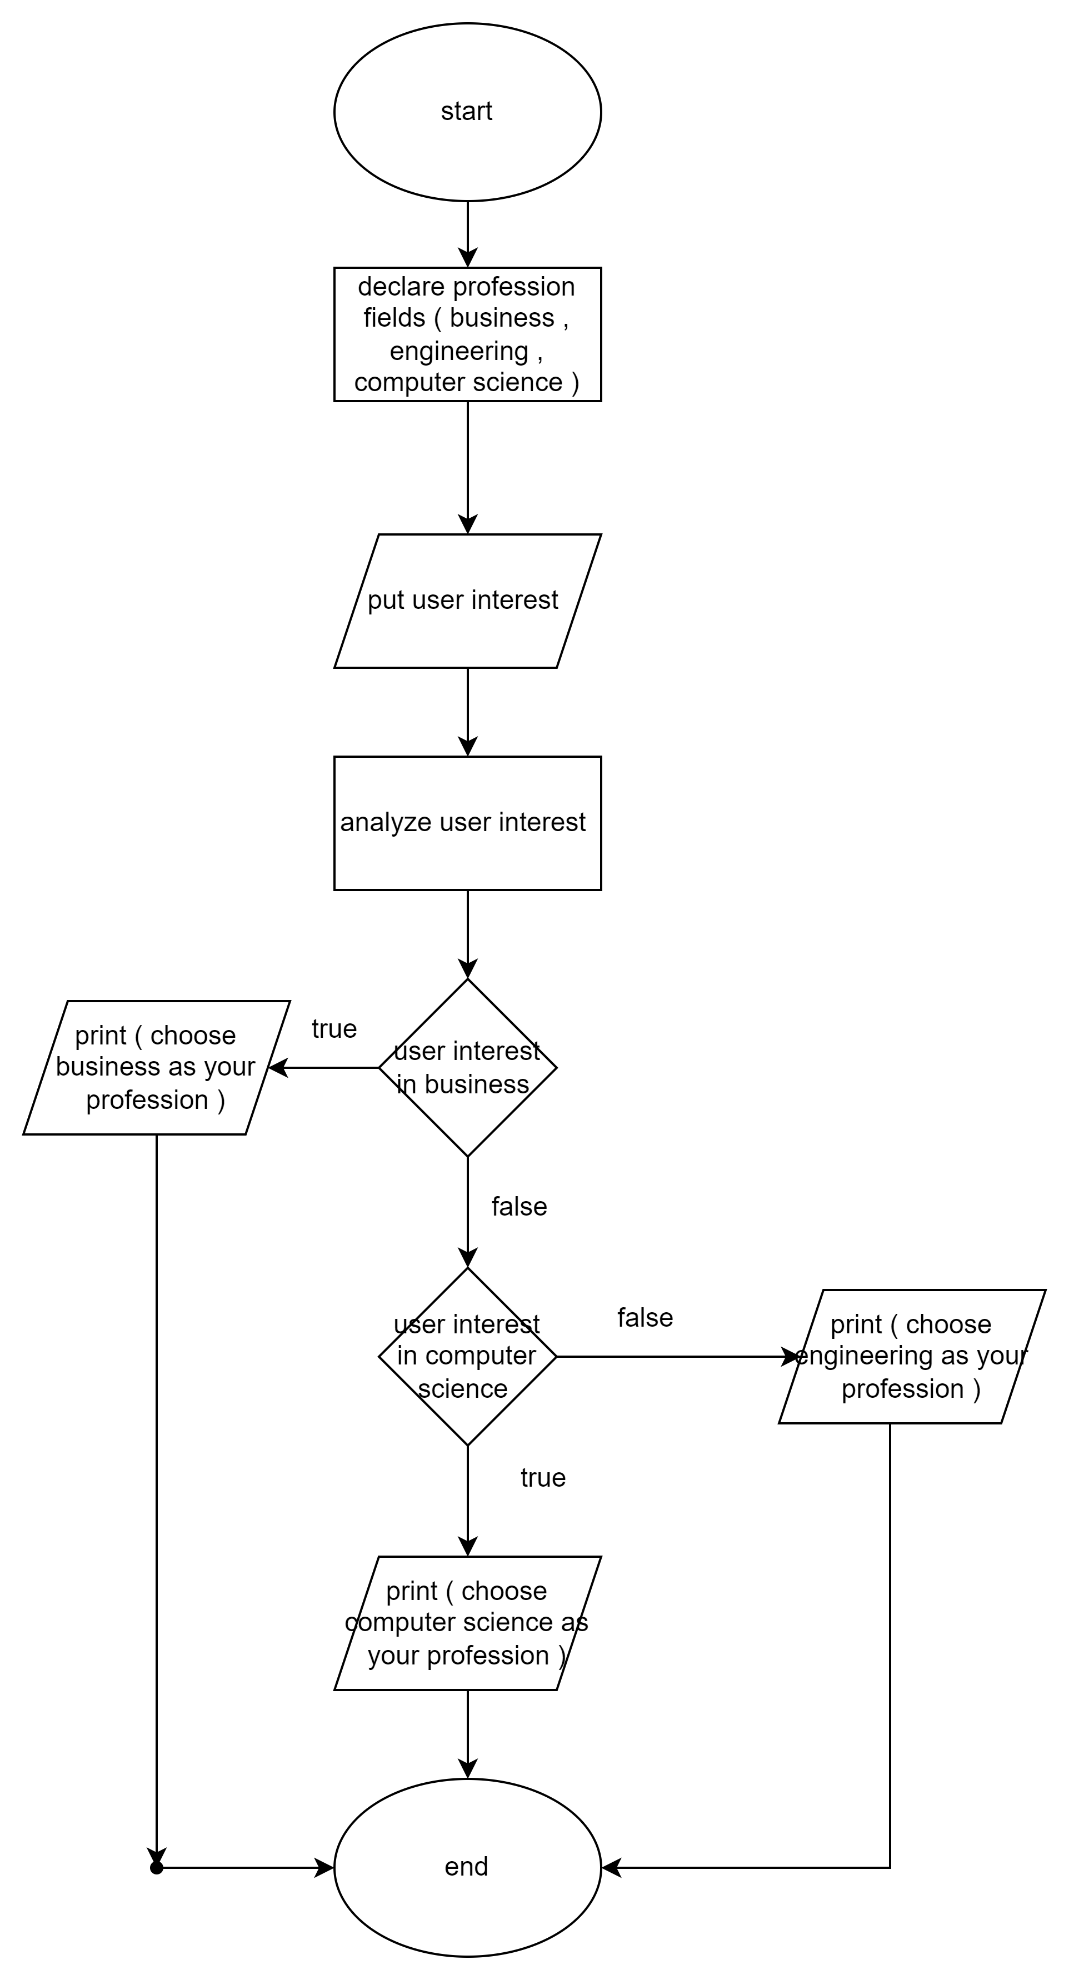 start
declare profession
fields ( business ,
engineering ,
computer science )
put user interest
analyze user interest
print ( choose
business as your
profession )
true
user interest
in business
false
user interest
in computer
science
false
print ( choose
engineering as your
profession )
true
print ( choose
computer science as
your profession )
end